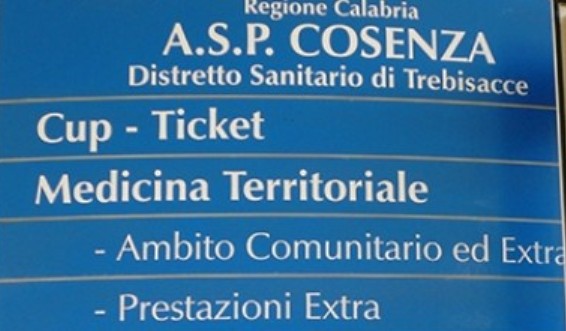 Regione Calabria
A.S.P. COSENZA
Distretto Sanitario di Trebisacce
Cup - Ticket
Medicina Territoriale
- Ambito Comunitario ed Extra
- Prestazioni Extra